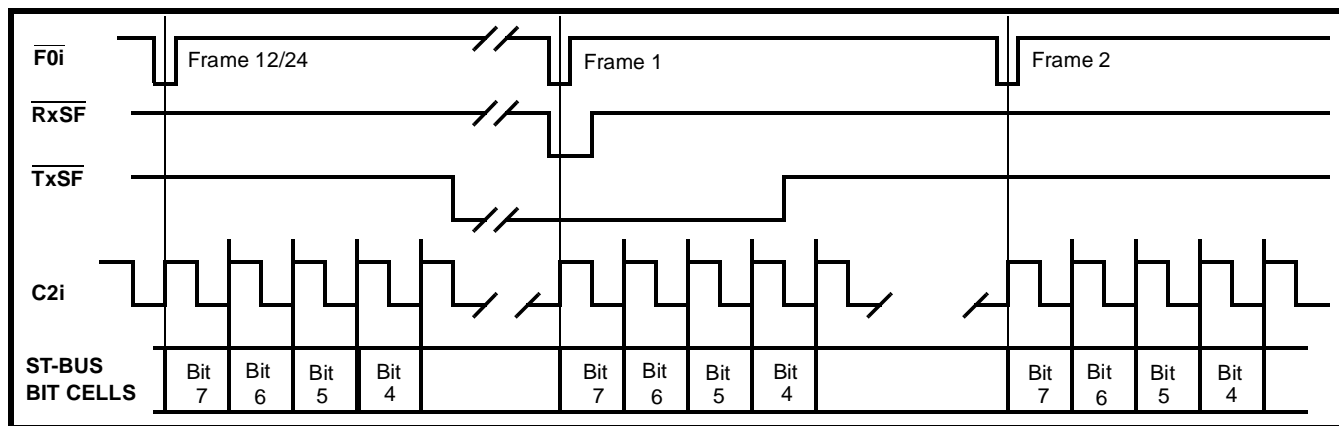 F0i
Frame 12/24
Frame 1
Frame 2
RxSF
TxSF
C2i
ST-BUS
BIT CELLS
Bit
7
Bit
6
Bit
5
Bit
4
Bit
7
Bit
6
Bit
5
Bit
4
Bit
7
Bit
6
Bit
5
Bit
4